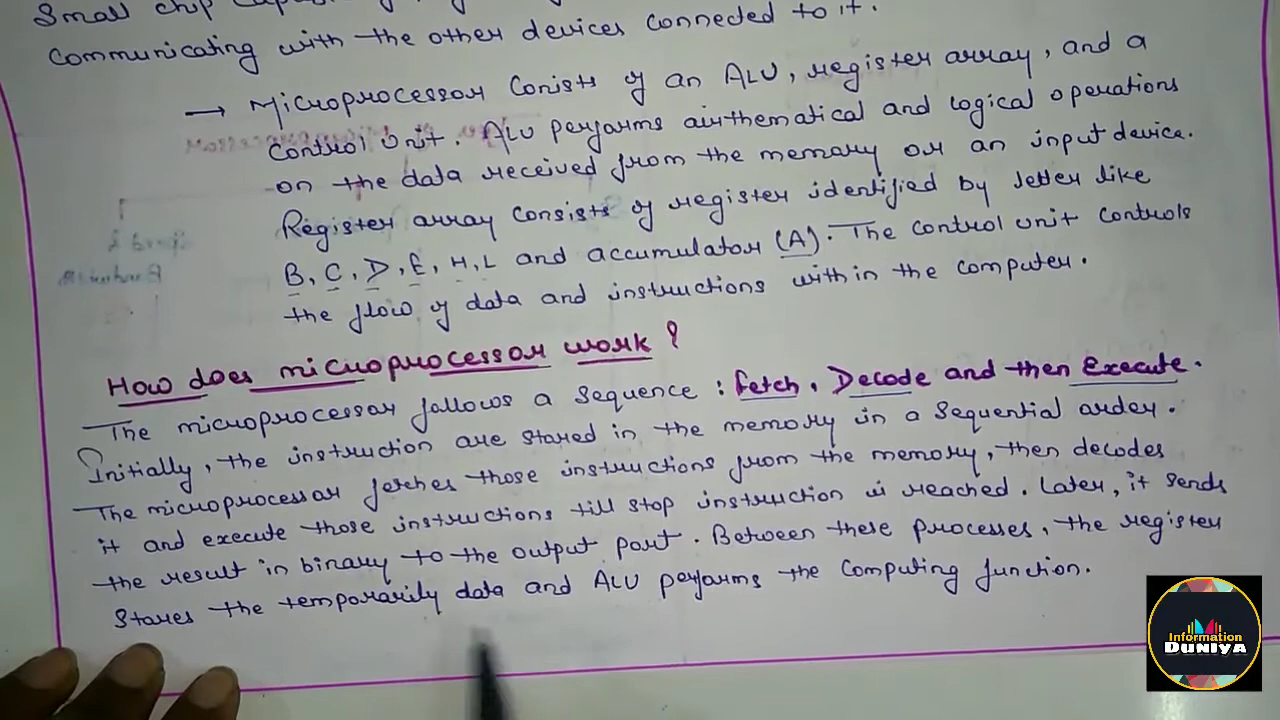 Small chip
communicating with the other devices connected to it.
→ Microprocessor Conists of an ALU, register array, and a
control unit. ALU performs airthematical and logical operations
on the data received from the memory or an input device.
Register array consists of register identified by letter like
B, C, D, E, H, L and accumulator (A). The control unit controls
the flow of data and instructions within the computer.
How does microprocessor work?
The microprocessor follows a sequence : Fetch, Decode and then Execute.
Initially, the instruction are stored in the memory in a sequential order.
The microprocessor fetches those instructions from the memory, then decodes
it and execute those instructions till stop instruction is reached. Later, it sends
the result in binary to the output port. Between these processes, the register
stores the temporarily data and ALU performs the computing function.
Information
DUNIYA